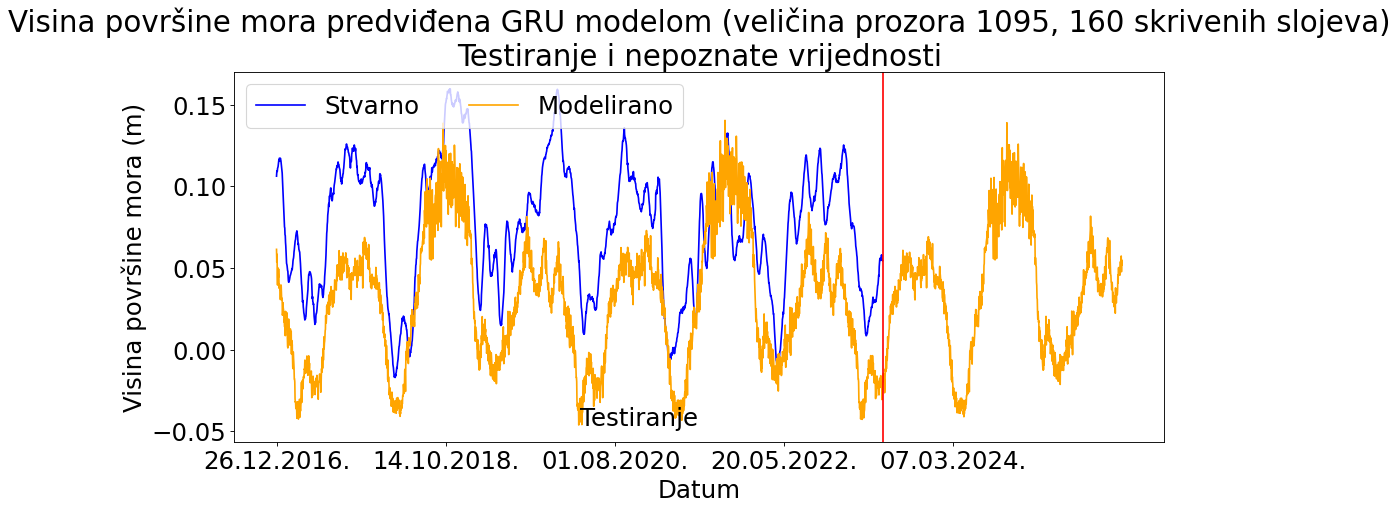 Visina površine mora predviđena GRU modelom (veličina prozora 1095, 160 skrivenih slojeva)
Testiranje i nepoznate vrijednosti
Stvarno
Modelirano
Visina površine mora (m)
0.15
0.10
0.05
0.00
−0.05
Testiranje
26.12.2016.
14.10.2018.
01.08.2020.
20.05.2022.
07.03.2024.
Datum